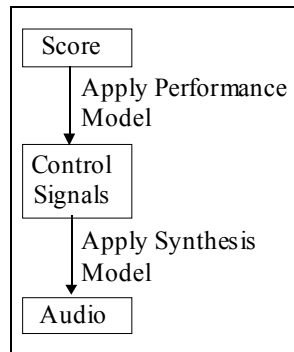 Score
Apply Performance
Model
Control
Signals
Apply Synthesis
Model
Audio